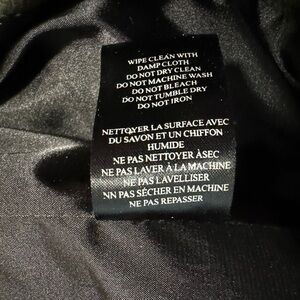 WIPE CLEAN WITH
DAMP CLOTH
DO NOT DRY CLEAN
DO NOT MACHINE WASH
DO NOT BLEACH
DO NOT TUMBLE DRY
DO NOT IRON
NETTOYER LA SURFACE AVEC
DU SAVON ET UN CHIFFON
HUMIDE
NE PAS NETTOYER ÀSEC
NE PAS LAVER À LA MACHINE
NE PAS LAVELLISER
NN PAS SÉCHER EN MACHINE
NE PAS REPASSER